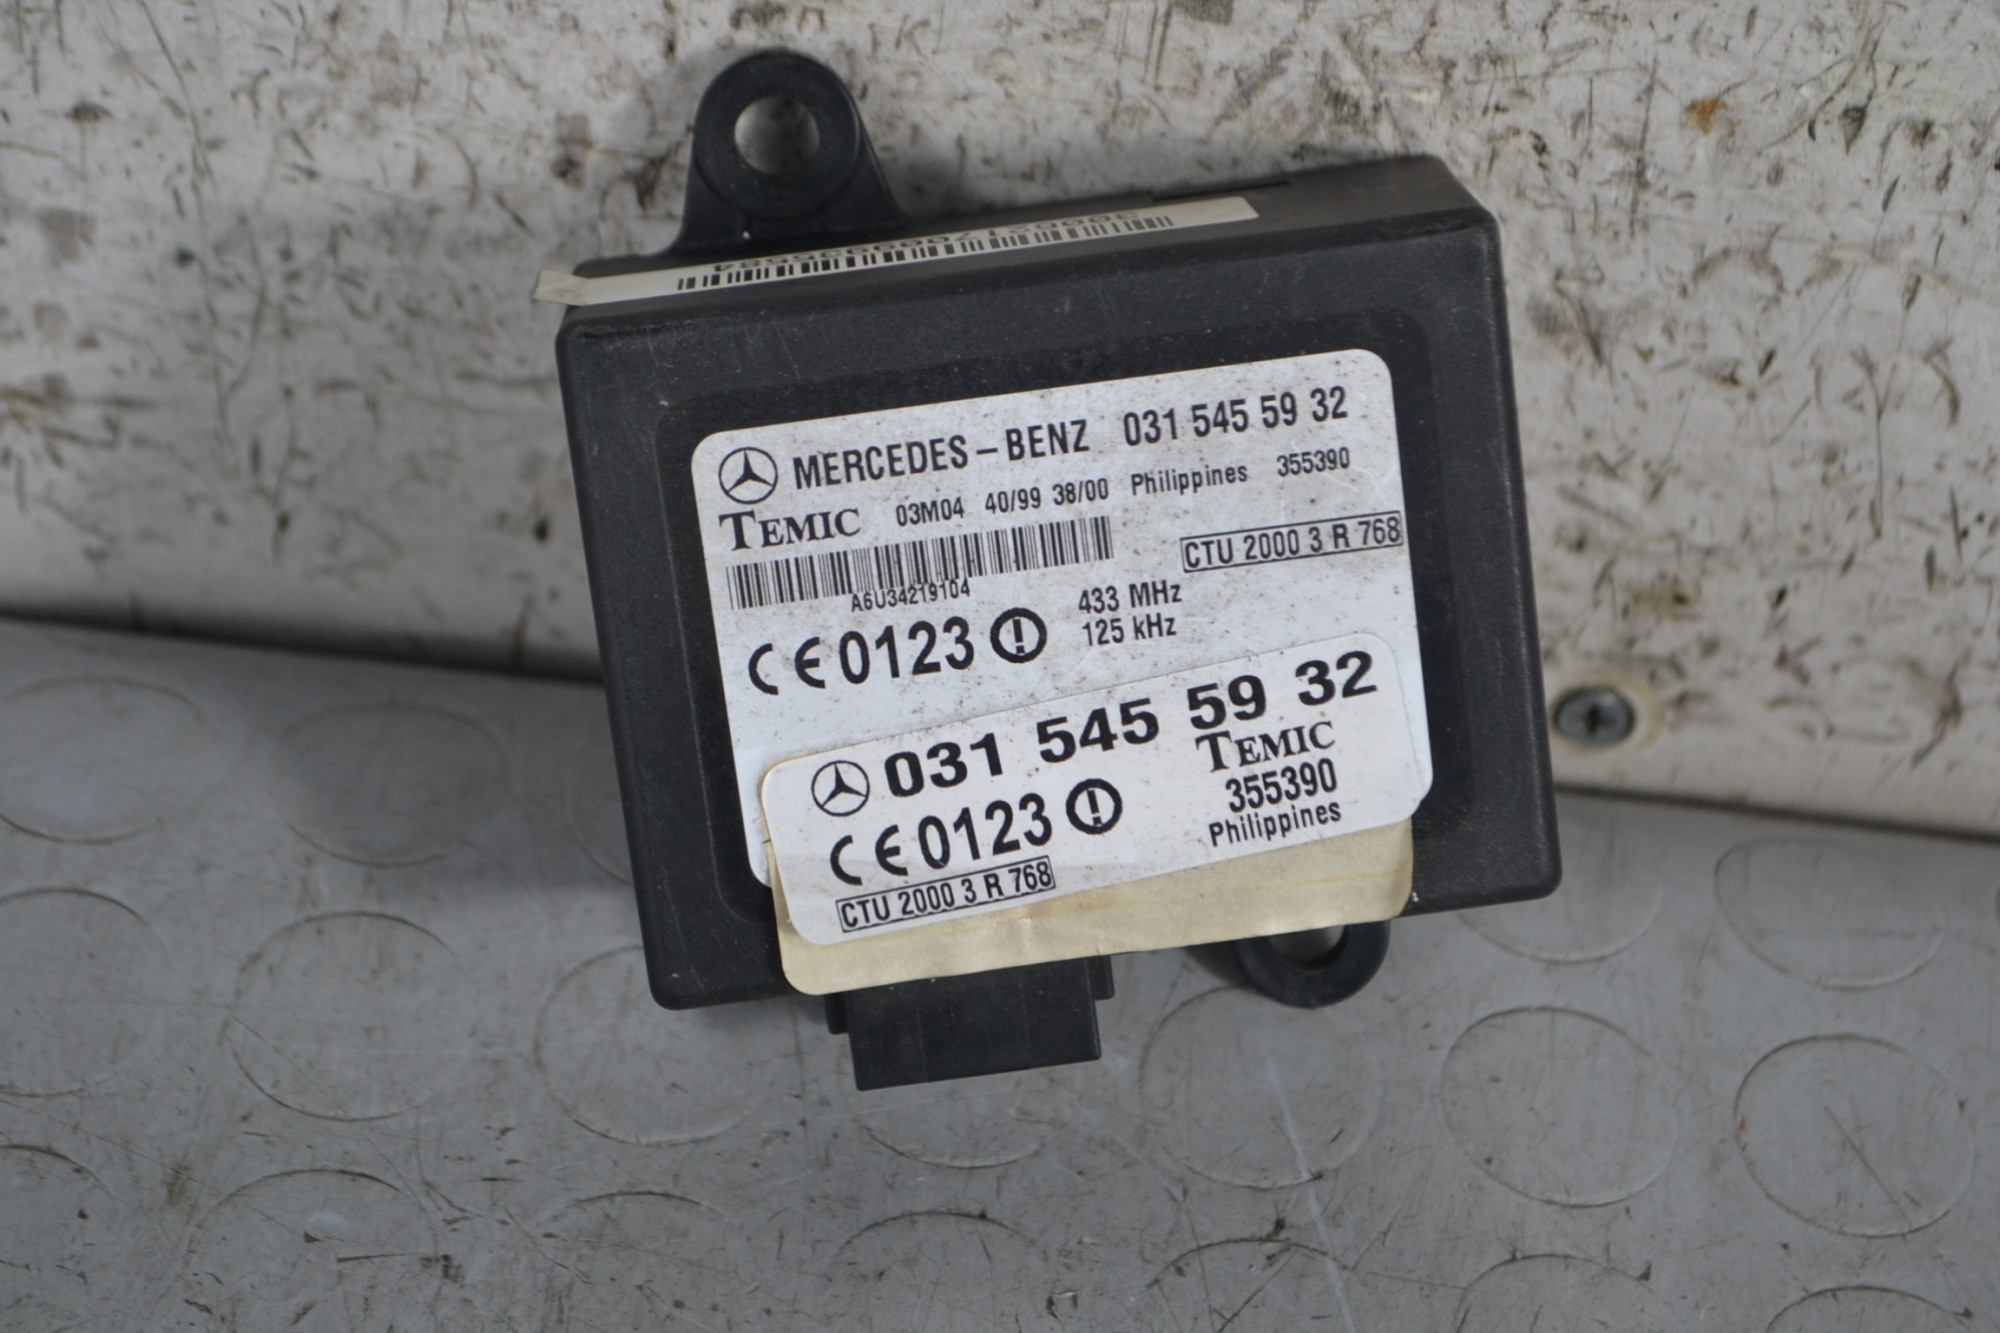 MERCEDES-BENZ 031 545 59 32
TEMIC 03M04 40/99 38/00 Philippines 355390
CTU 2000 3 R 768
A6U34219104
CE 0123 433 MHz
125 kHz
031 545 59 32
TEMIC
CE 0123 355390
Philippines
CTU 2000 3 R 768